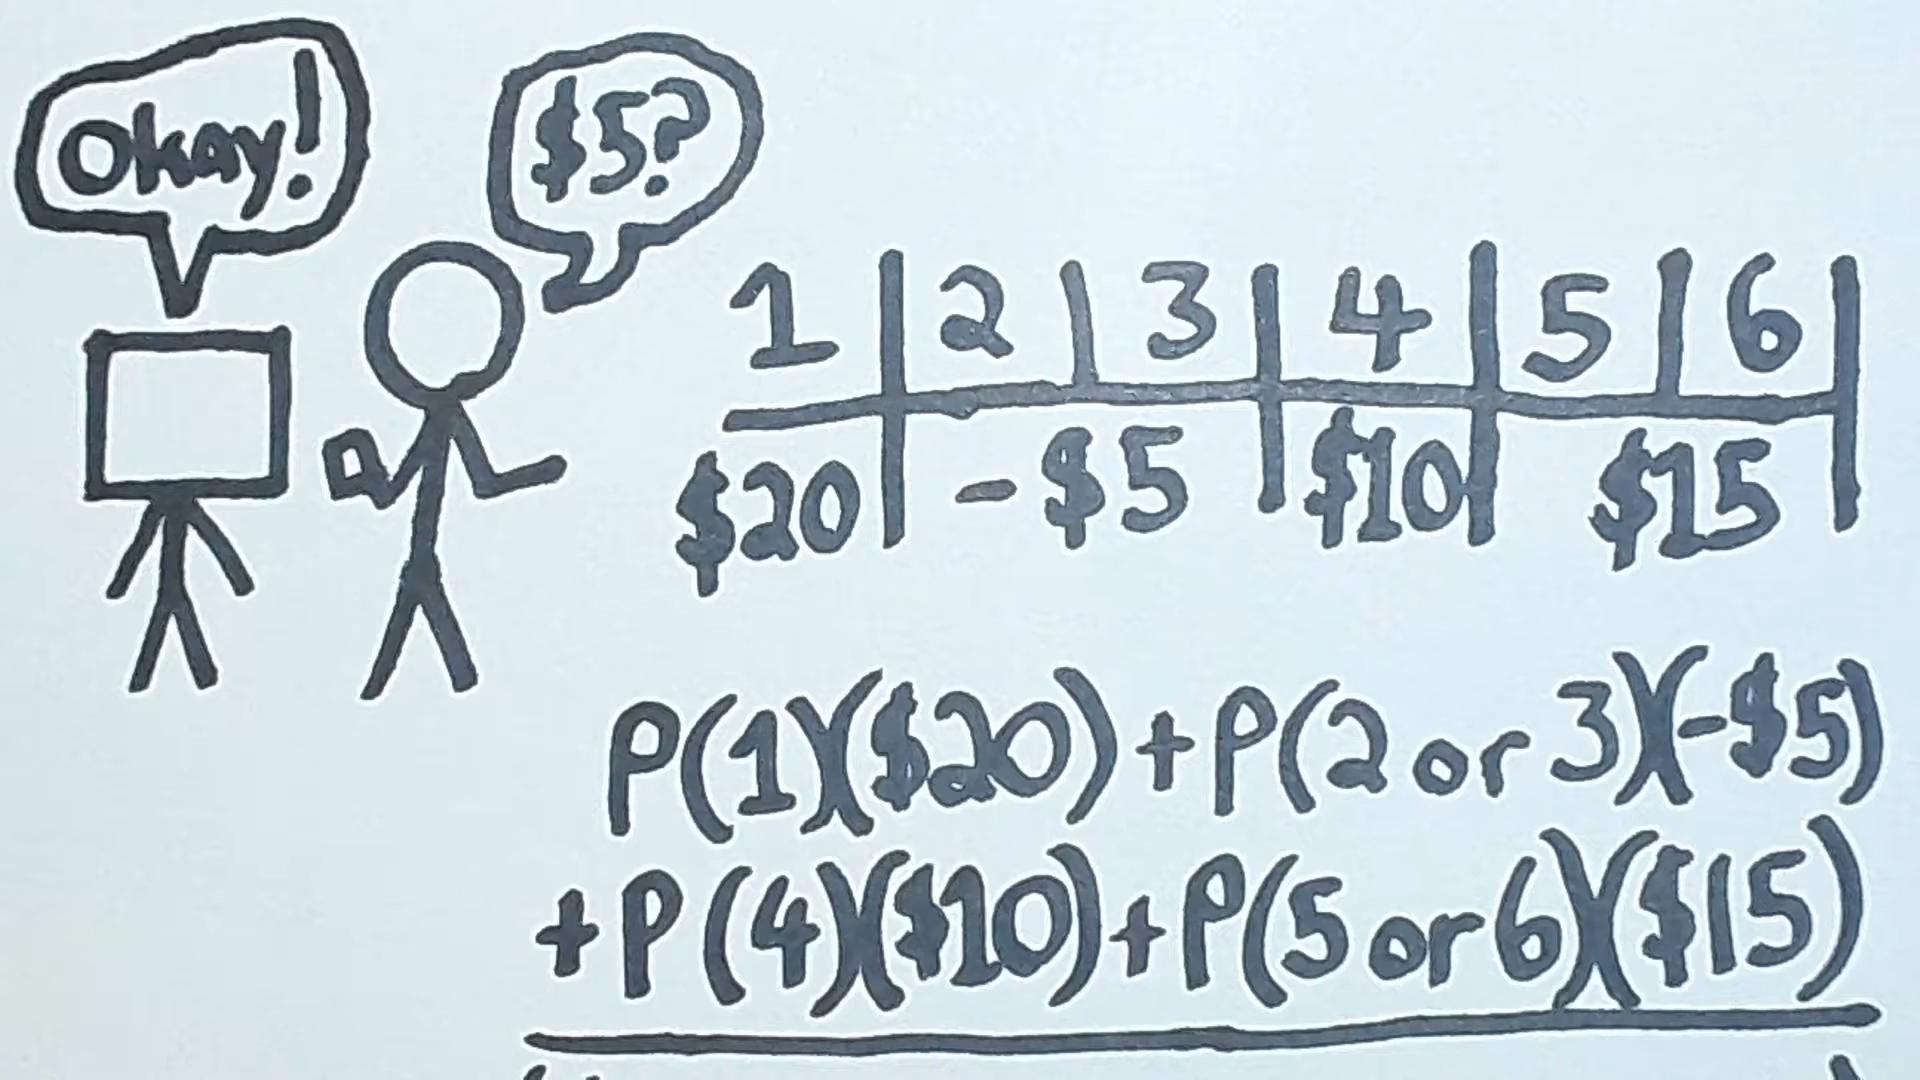 Okay!
$5?
1 2 3 4 5 6
$20 -$5 $10 $15
P(1)($20)+P(2 or 3)(-$5)
+P(4)($10)+P(5 or 6)($15)